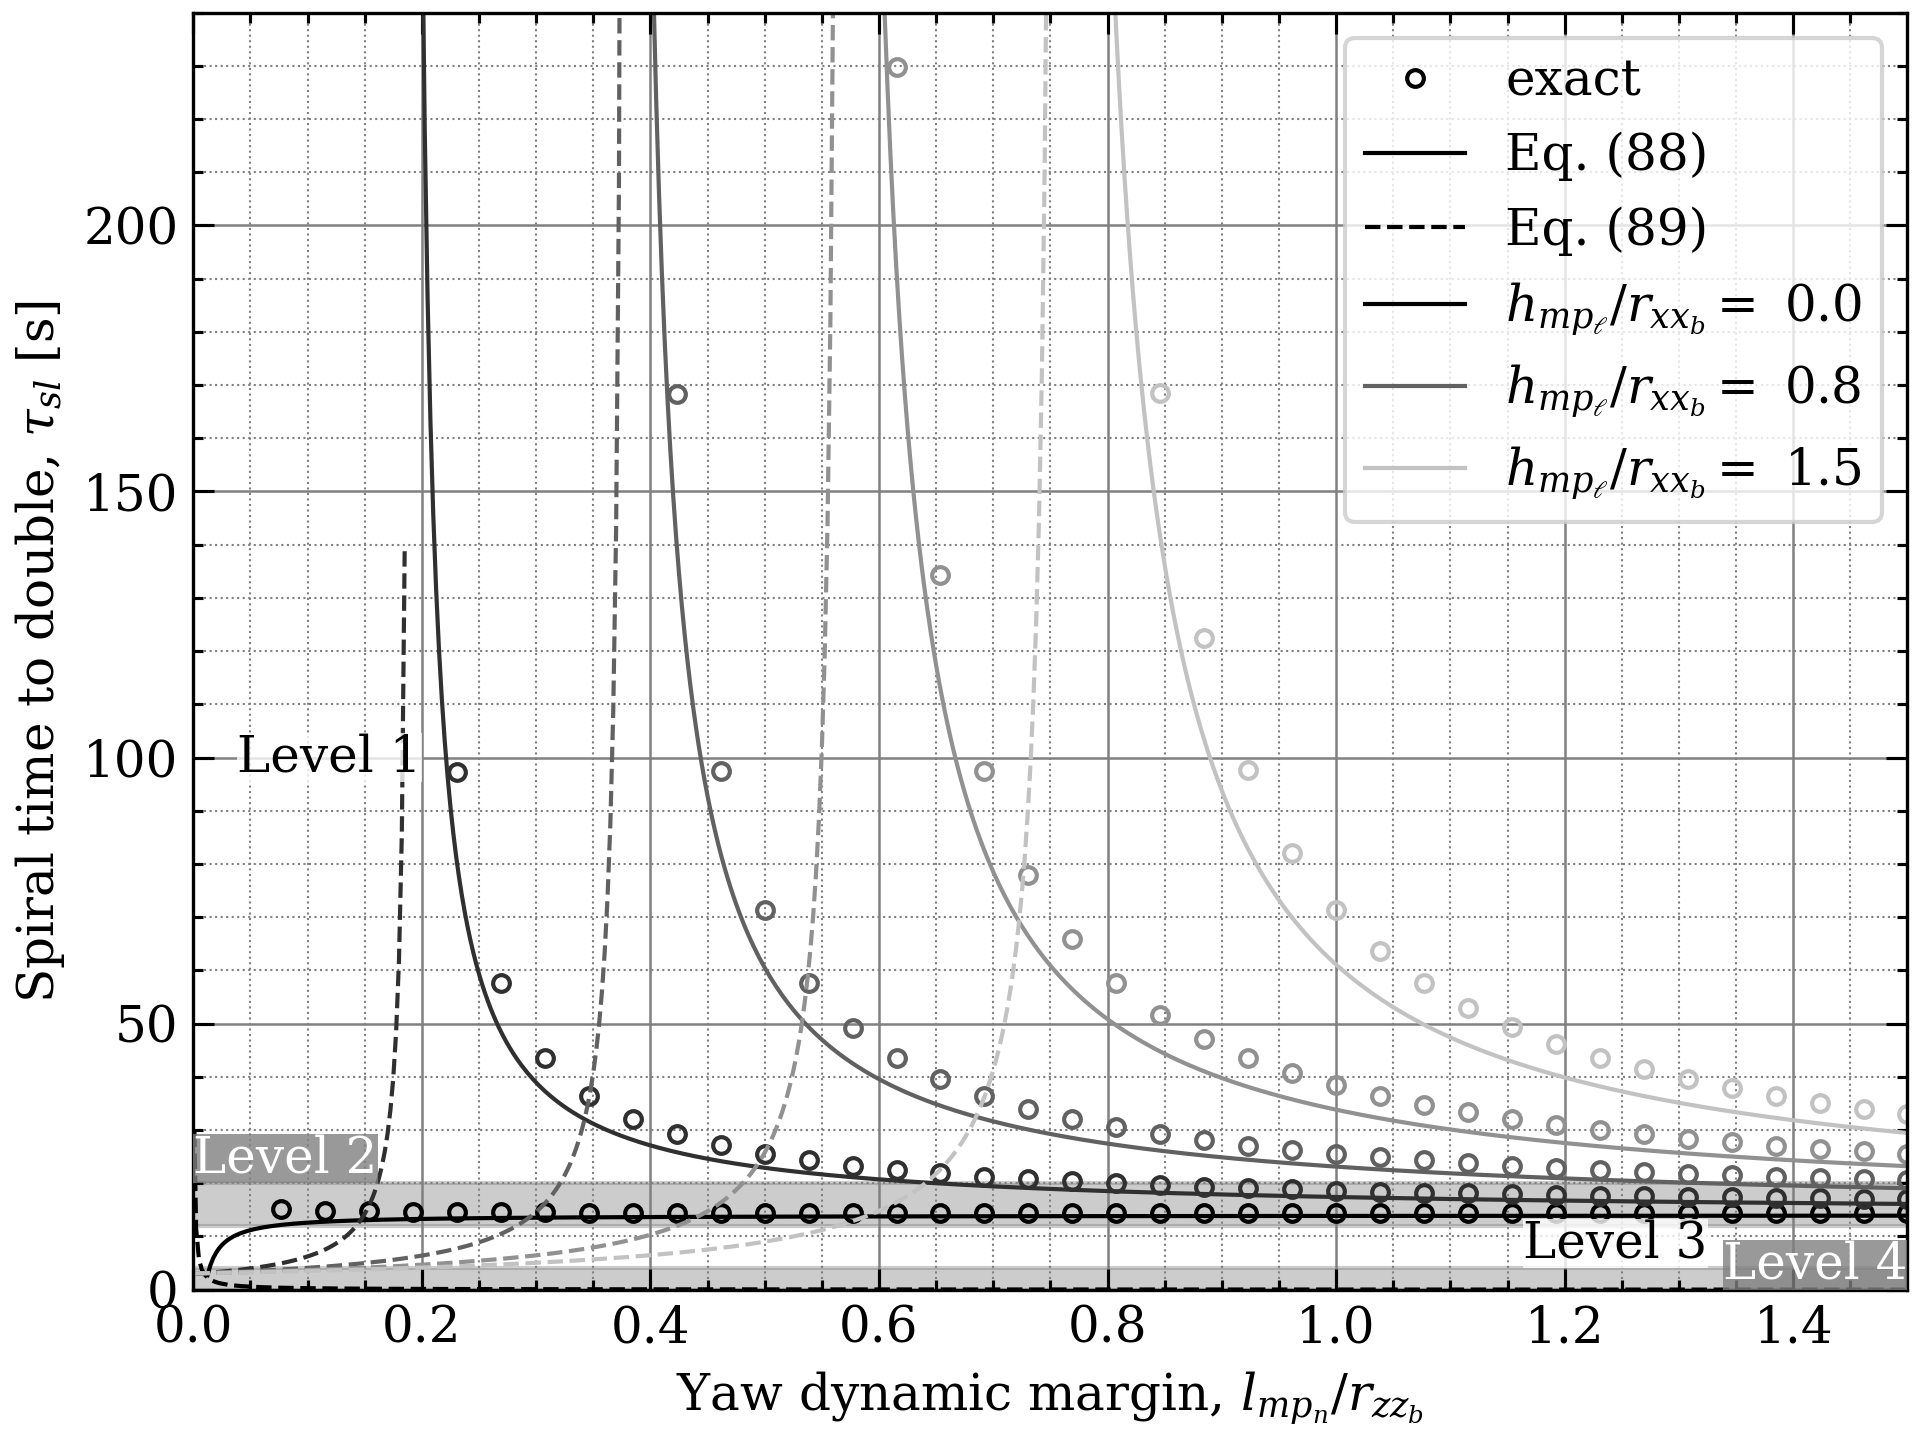 exact
Eq. (88)
Eq. (89)
h_{mp_ℓ}/r_{xx_b} = 0.0
h_{mp_ℓ}/r_{xx_b} = 0.8
h_{mp_ℓ}/r_{xx_b} = 1.5
200
150
100
50
0
Spiral time to double, τ_{sl} [s]
Level 1
Level 2
Level 3
Level 4
0.0 0.2 0.4 0.6 0.8 1.0 1.2 1.4
Yaw dynamic margin, l_{mp_n}/r_{zz_b}